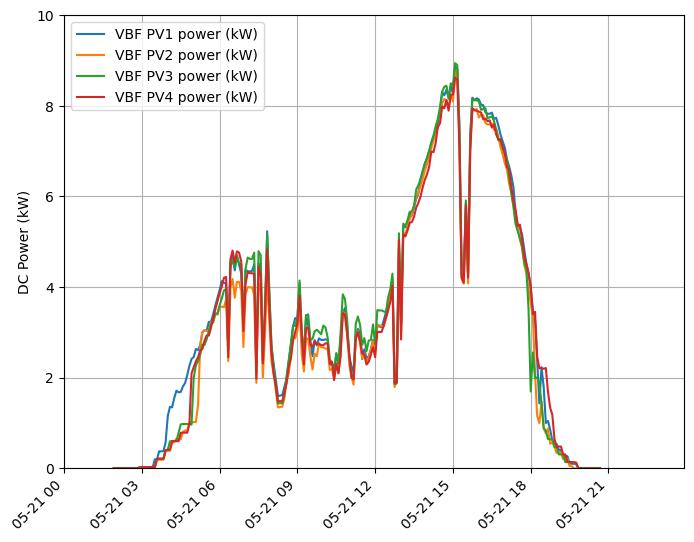 10
8
6
4
2
0
DC Power (kW)
VBF PV1 power (kW)
VBF PV2 power (kW)
VBF PV3 power (kW)
VBF PV4 power (kW)
05-21 00
05-21 03
05-21 06
05-21 09
05-21 12
05-21 15
05-21 18
05-21 21